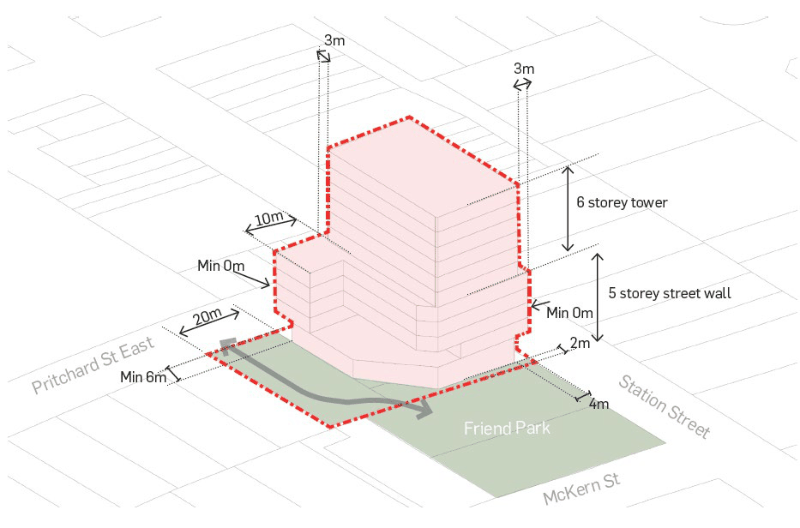 3m
3m
6 storey tower
10m
Min 0m
5 storey street wall
Min 0m
20m
2m
Pritchard St East
Min 6m
Station Street
4m
Friend Park
McKern St